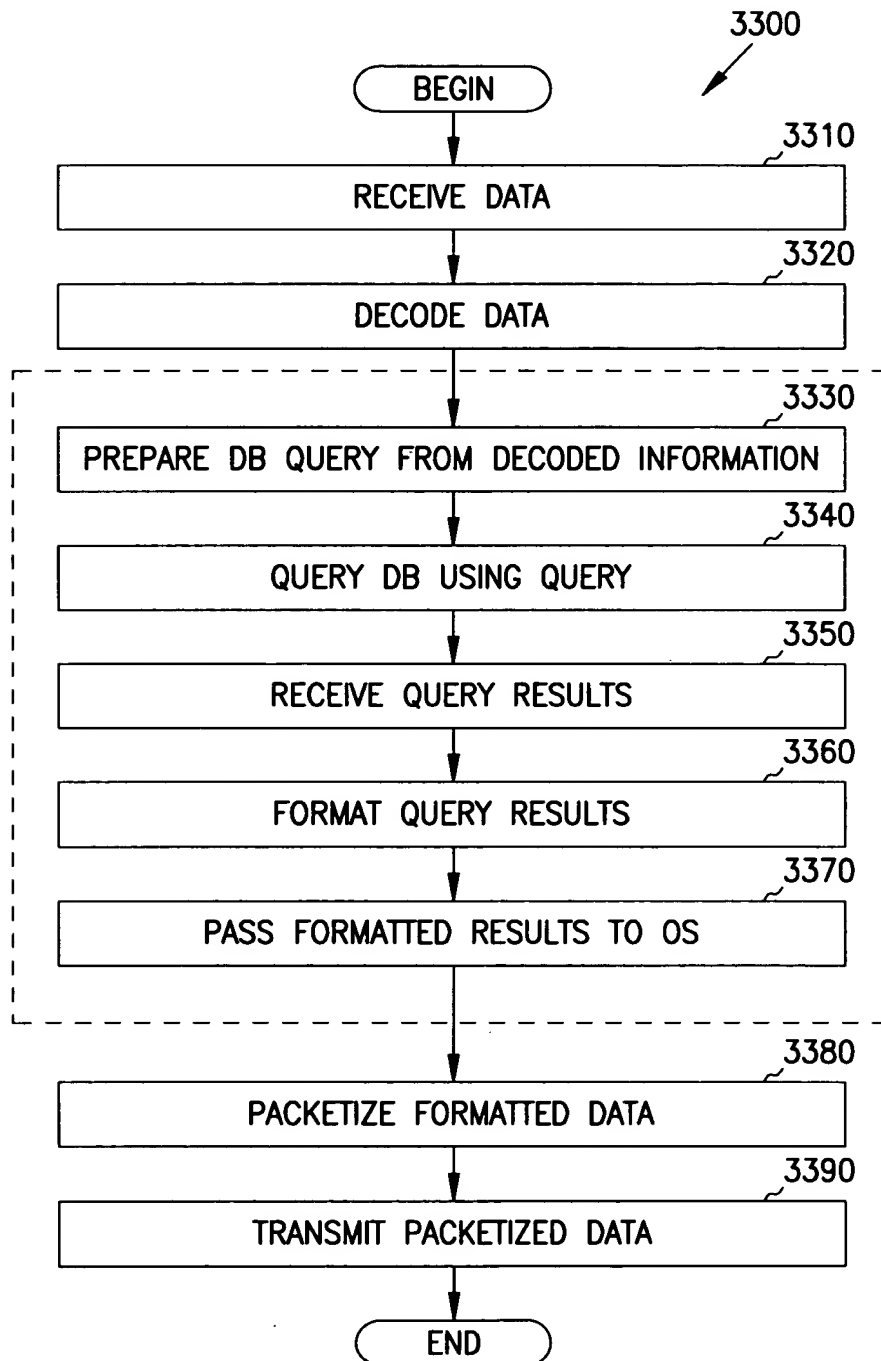 3300
BEGIN
3310
RECEIVE DATA
3320
DECODE DATA
3330
PREPARE DB QUERY FROM DECODED INFORMATION
3340
QUERY DB USING QUERY
3350
RECEIVE QUERY RESULTS
3360
FORMAT QUERY RESULTS
3370
PASS FORMATTED RESULTS TO OS
3380
PACKETIZE FORMATTED DATA
3390
TRANSMIT PACKETIZED DATA
END